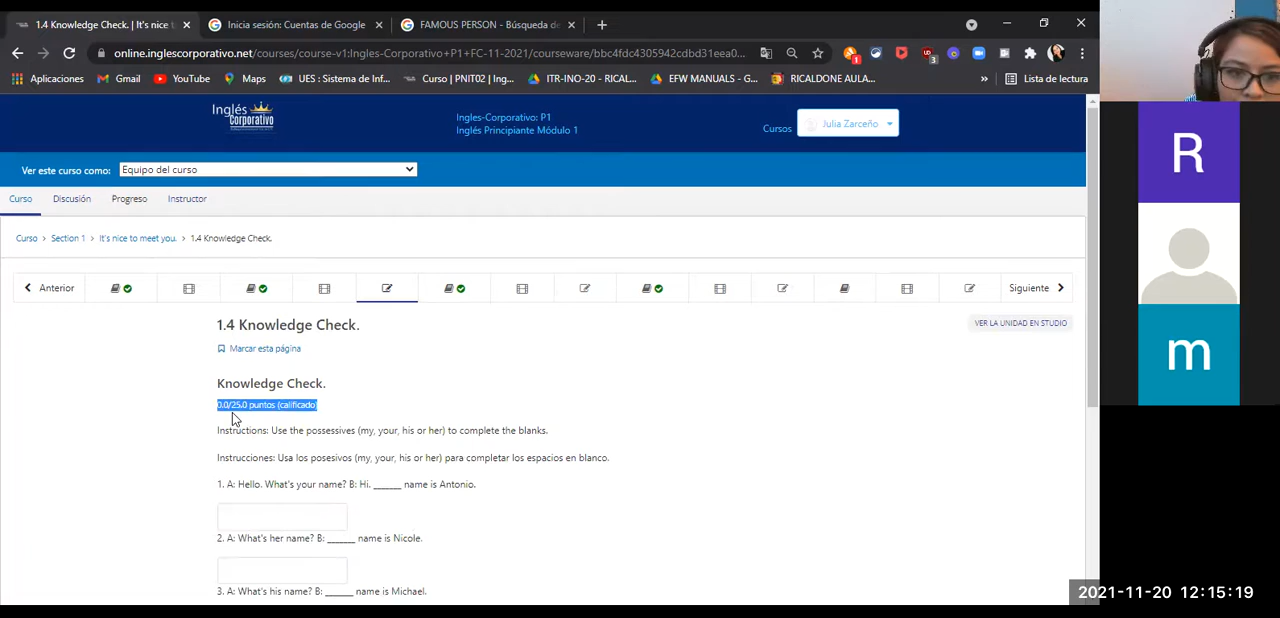 1.4 Knowledge Check. | It's nice t
Inicia sesión: Cuentas de Google
FAMOUS PERSON - Búsqueda de
online.inglescorporativo.net/courses/course-v1:Ingles-Corporativo+P1+FC-11-2021/courseware/bbc4fdc4305942cdbd31eea0...
Aplicaciones
Gmail
YouTube
Maps
UES : Sistema de Inf...
Curso | PNIT02 | Ing...
ITR-INO-20 - RICAL...
EFW MANUALS - G...
RICALDONE AULA...
»
Lista de lectura
Inglés Corporativo
Ingles-Corporativo: P1
Inglés Principiante Módulo 1
Cursos
Julia Zarceño
Ver este curso como:
Equipo del curso
Curso
Discusión
Progreso
Instructor
Curso > Section 1 > It's nice to meet you. > 1.4 Knowledge Check.
Anterior
Siguiente
1.4 Knowledge Check.
VER LA UNIDAD EN STUDIO
Marcar esta página
Knowledge Check.
0.0/25.0 puntos (calificado)
Instructions: Use the possessives (my, your, his or her) to complete the blanks.
Instrucciones: Usa los posesivos (my, your, his or her) para completar los espacios en blanco.
1. A: Hello. What's your name? B: Hi. ______ name is Antonio.
2. A: What's her name? B: ______ name is Nicole.
3. A: What's his name? B: ______ name is Michael.
R
m
2021-11-20 12:15:19